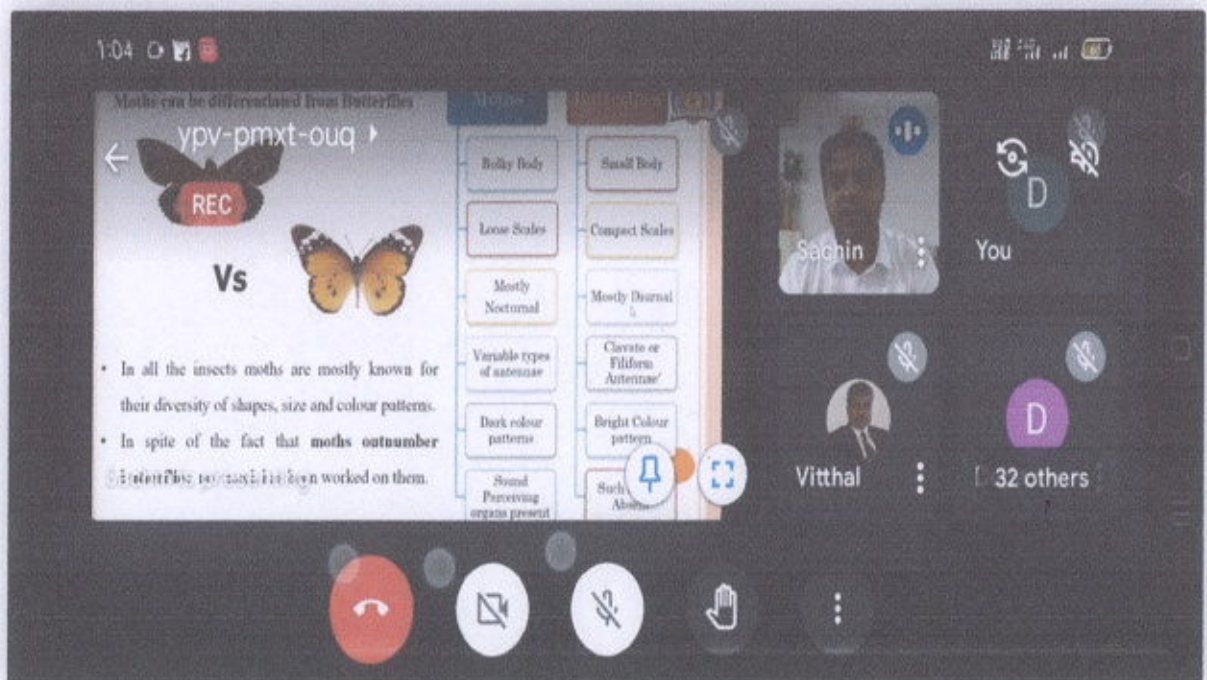 1:04
Moths can be differentiated from Butterflies
ypv-pmxt-ouq
REC
Vs
• In all the insects moths are mostly known for
their diversity of shapes, size and colour patterns.
• In spite of the fact that moths outnumber
worked on them.
Moths
Bulky Body
Small Body
Loose Scales
Compact Scales
Mostly
Nocturnal
Mostly Diurnal
Variable types
of antennae
Clavate or
Filiform
Antennae'
Dark colour
patterns
Bright Colour
pattern
Sound
Perceiving
organs present
Such
Sachin
D
You
Vitthal
D
32 others